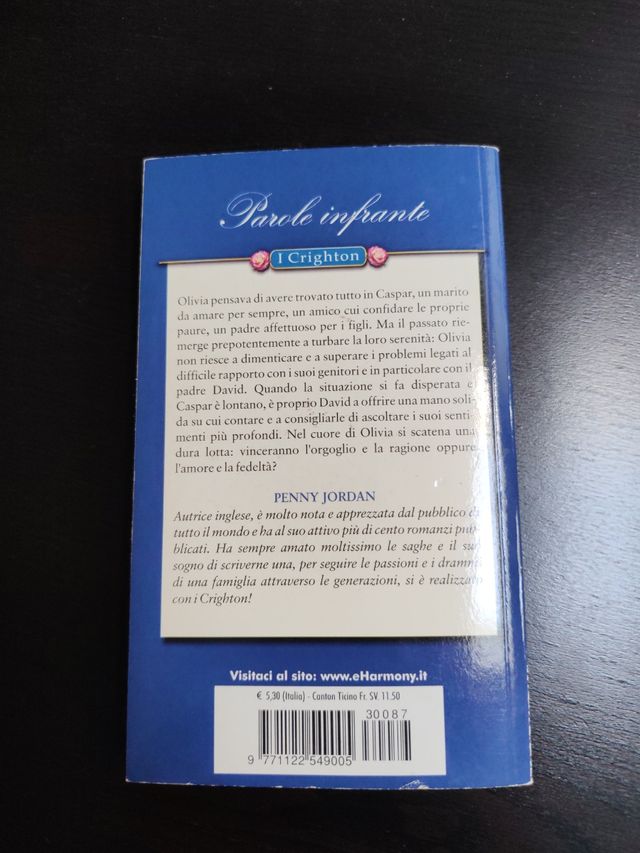 Parole infrante
I Crighton
Olivia pensava di avere trovato tutto in Caspar, un marito
da amare per sempre, un amico cui confidare le proprie
paure, un padre affettuoso per i figli. Ma il passato rie-
merge prepotentemente a turbare la loro serenità: Olivia
non riesce a dimenticare e a superare i problemi legati al
difficile rapporto con i suoi genitori e in particolare con il
padre David. Quando la situazione si fa disperata e
Caspar è lontano, è proprio David a offrire una mano soli-
da su cui contare e a consigliarle di ascoltare i suoi senti-
menti più profondi. Nel cuore di Olivia si scatena una
dura lotta: vinceranno l'orgoglio e la ragione oppure
l'amore e la fedeltà?
PENNY JORDAN
Autrice inglese, è molto nota e apprezzata dal pubblico di
tutto il mondo e ha al suo attivo più di cento romanzi pub-
blicati. Ha sempre amato moltissimo le saghe e il suo
sogno di scriverne una, per seguire le passioni e i drammi
di una famiglia attraverso le generazioni, si è realizzato
con i Crighton!
Visitaci al sito: www.eHarmony.it
€ 5,30 (Italia) - Canton Ticino Fr. SV. 11.50
30087
9 771122 549005